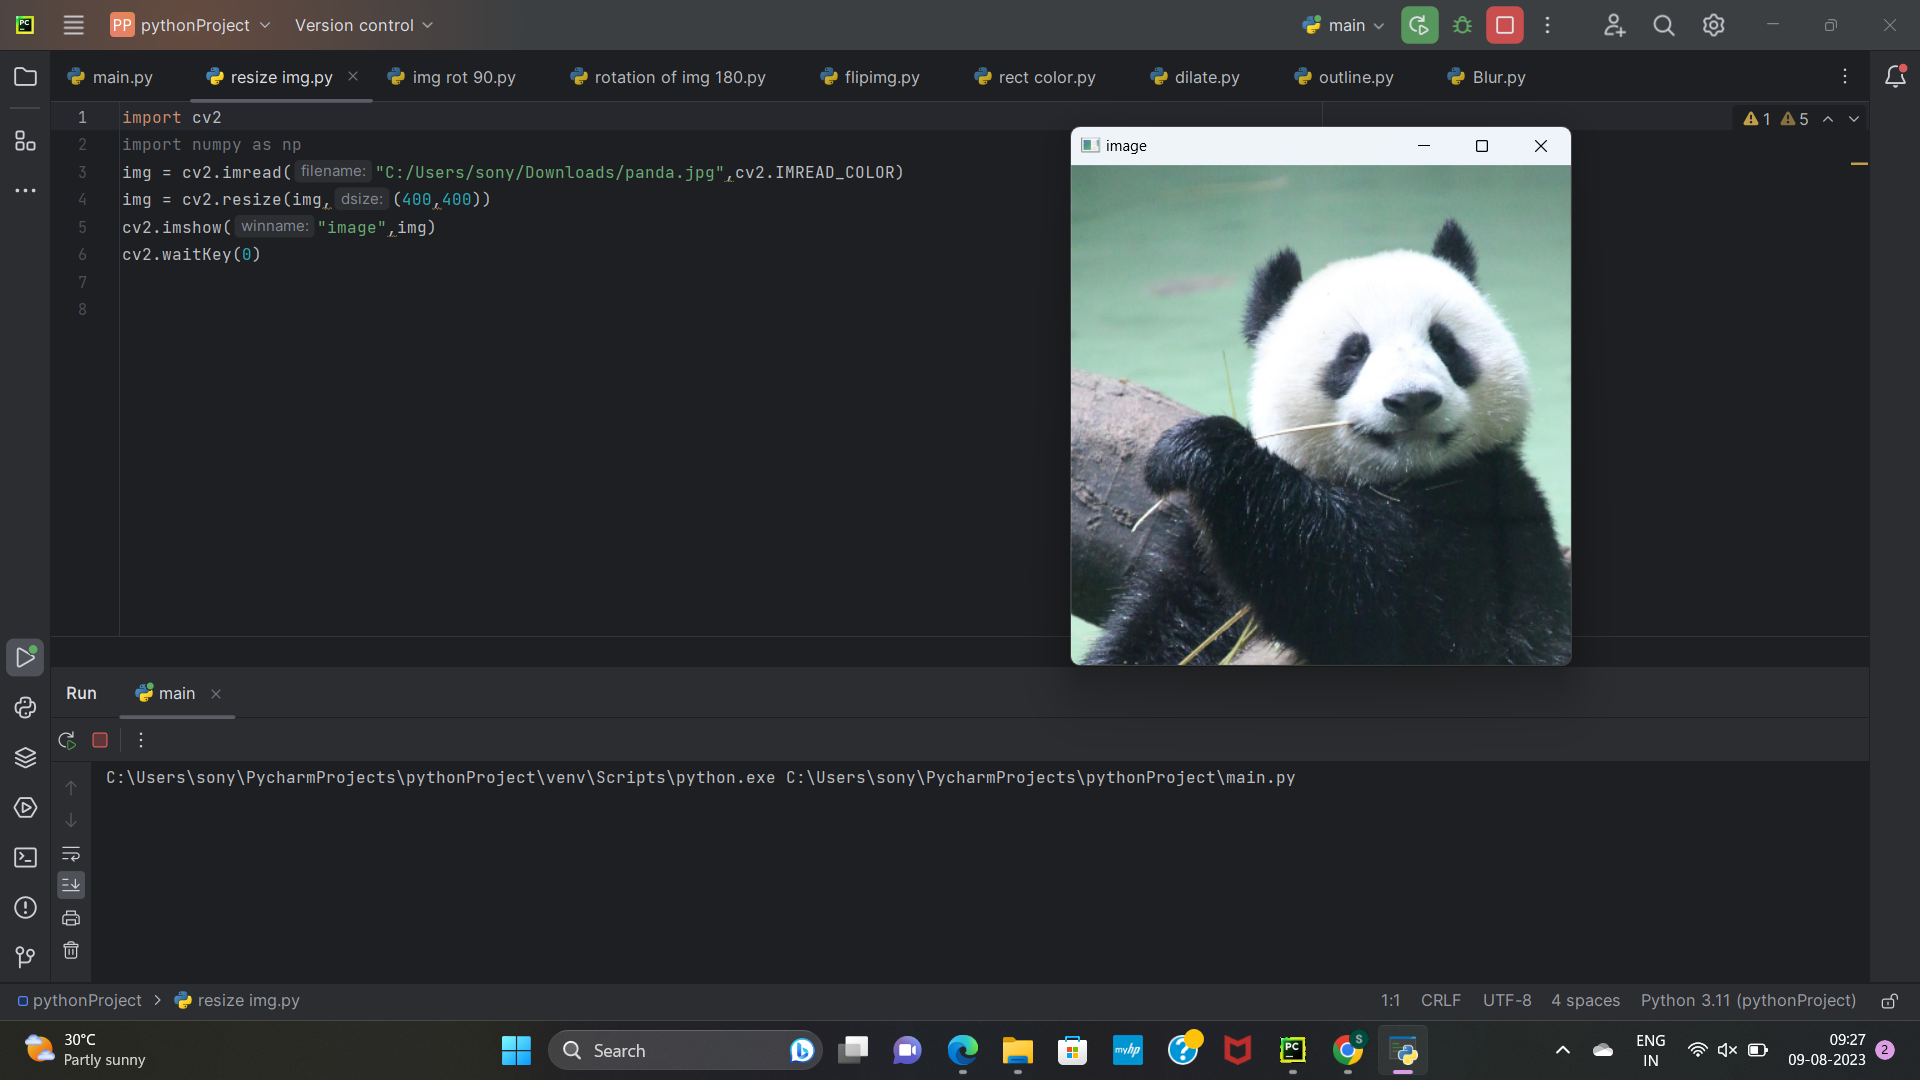 PC
PP pythonProject Version control main
main.py resize img.py img rot 90.py rotation of img 180.py flipimg.py rect color.py dilate.py outline.py Blur.py
1 import cv2
2 import numpy as np
3 img = cv2.imread( filename: "C:/Users/sony/Downloads/panda.jpg",cv2.IMREAD_COLOR)
4 img = cv2.resize(img, dsize: (400,400))
5 cv2.imshow( winname: "image",img)
6 cv2.waitKey(0)
7
8
1 5
image
Run main
C:\Users\sony\PycharmProjects\pythonProject\venv\Scripts\python.exe C:\Users\sony\PycharmProjects\pythonProject\main.py
pythonProject > resize img.py 1:1 CRLF UTF-8 4 spaces Python 3.11 (pythonProject)
30°C
Partly sunny
Search
myhp
PC
S
ENG
IN
09:27
09-08-2023
2